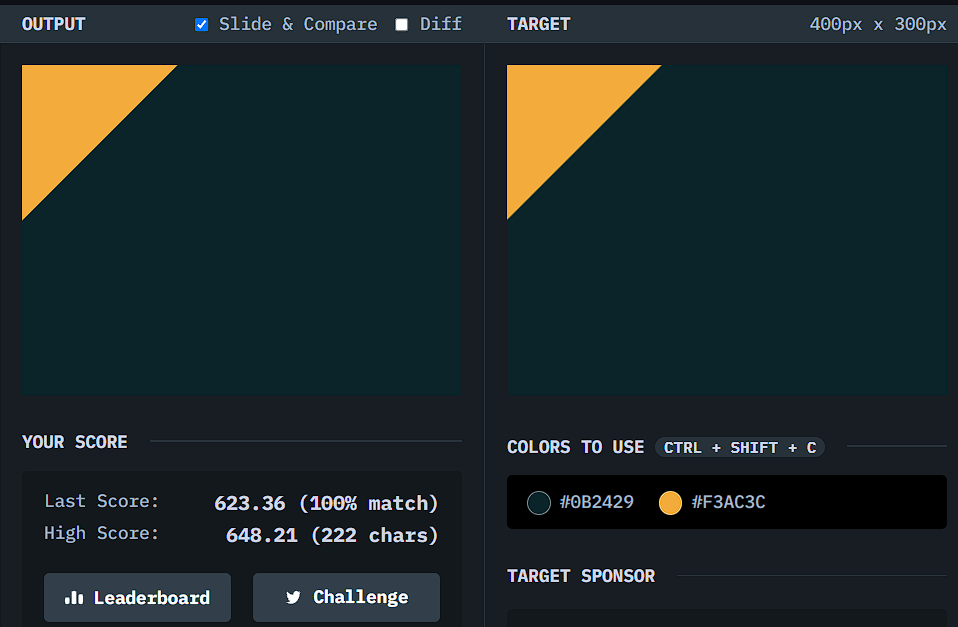 OUTPUT Slide & Compare Diff
TARGET 400px x 300px
YOUR SCORE
Last Score: 623.36 (100% match)
High Score: 648.21 (222 chars)
Leaderboard Challenge
COLORS TO USE CTRL + SHIFT + C
#0B2429 #F3AC3C
TARGET SPONSOR